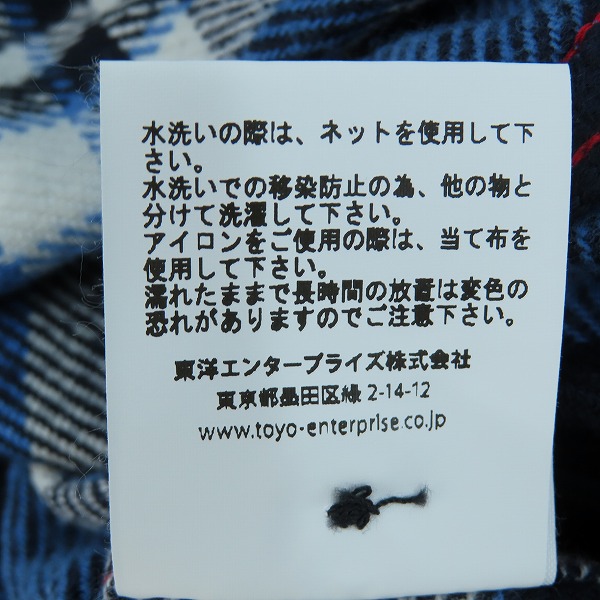 水洗いの際は、ネットを使用して下
さい。
水洗いでの移染防止の為、他の物と
分けて洗濯して下さい。
アイロンをご使用の際は、当て布を
使用して下さい。
濡れたままで長時間の放置は変色の
恐れがありますのでご注意下さい。
東洋エンタープライズ株式会社
東京都墨田区緑 2-14-12
www.toyo-enterprise.co.jp